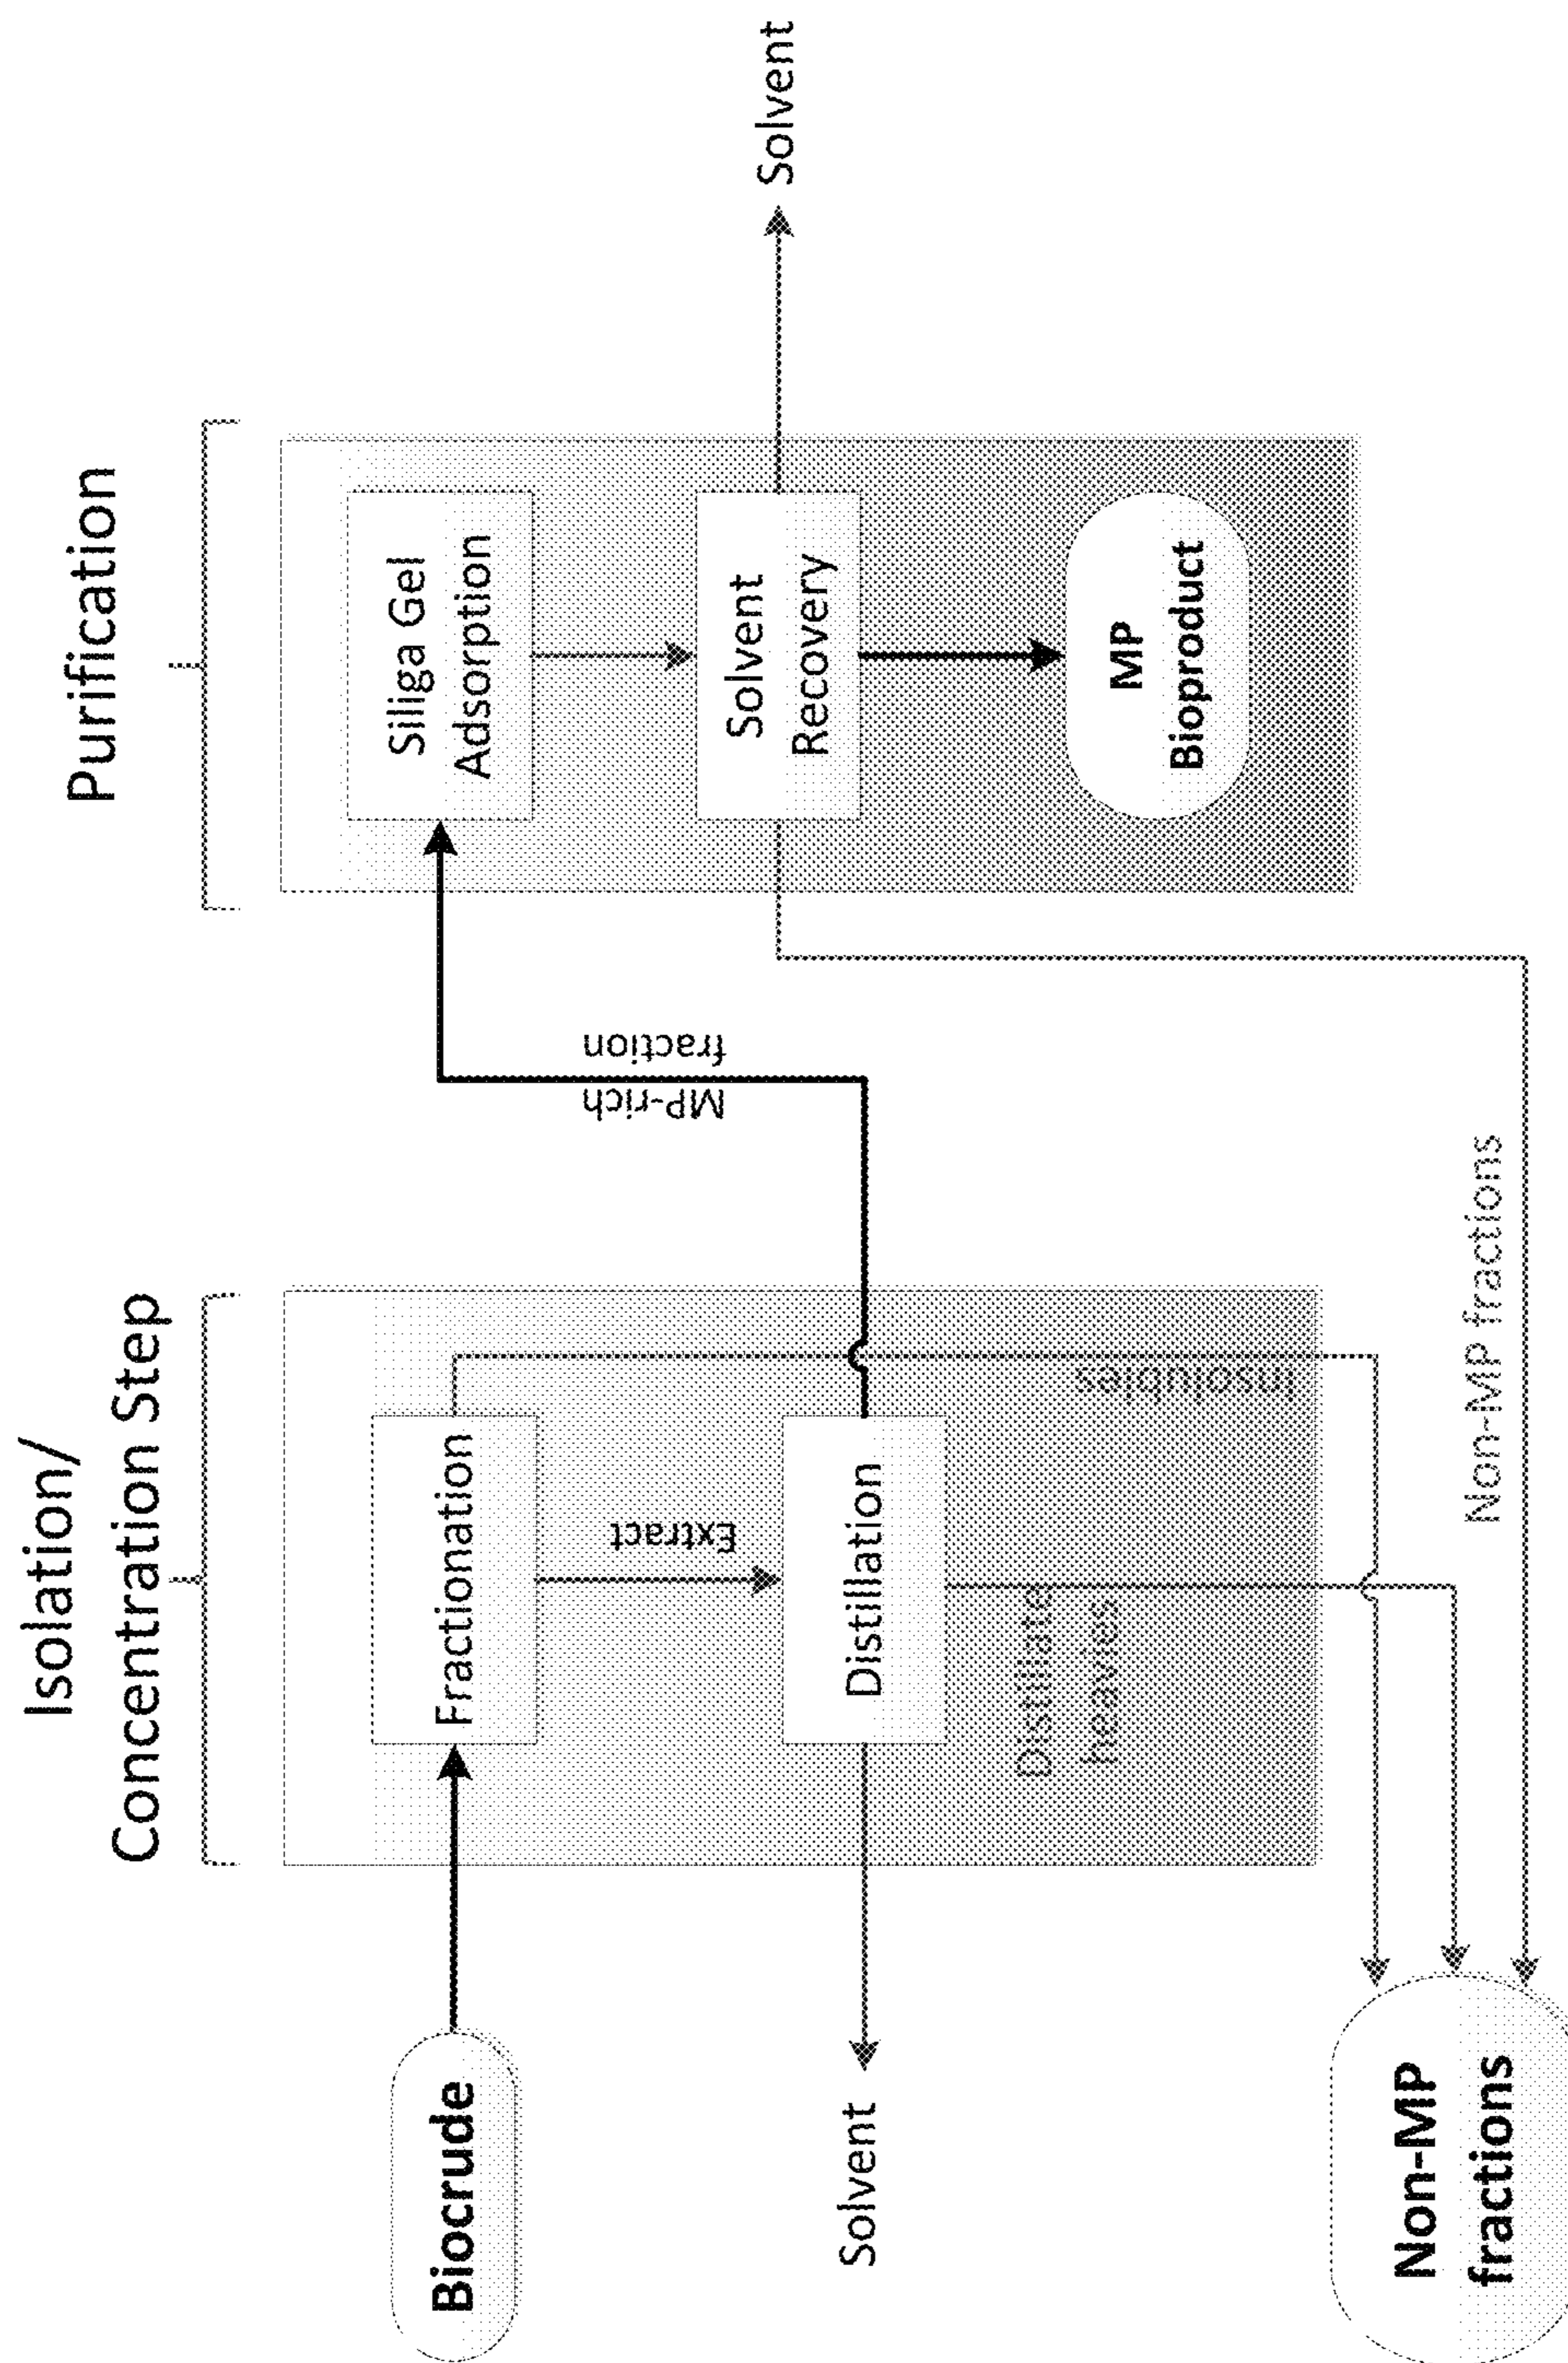 Isolation/
Concentration Step
Purification
Biocrude
Fractionation
Extract
Distillation
Solvent
Distillate
heavies
Insolubles
MP-rich
fraction
Siliga Gel
Adsorption
Solvent
Recovery
Solvent
MP
Bioproduct
Non-MP fractions
Non-MP
fractions